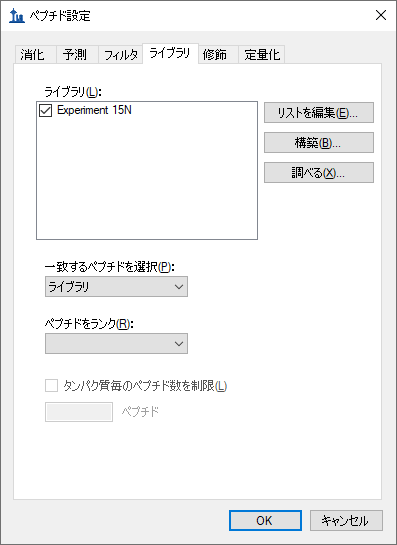 ペプチド設定
消化 予測 フィルタ ライブラリ 修飾 定量化
ライブラリ(L):
Experiment 15N
リストを編集(E)...
構築(B)...
調べる(X)...
一致するペプチドを選択(P):
ライブラリ
ペプチドをランク(R):
タンパク質毎のペプチド数を制限(L)
ペプチド
OK キャンセル